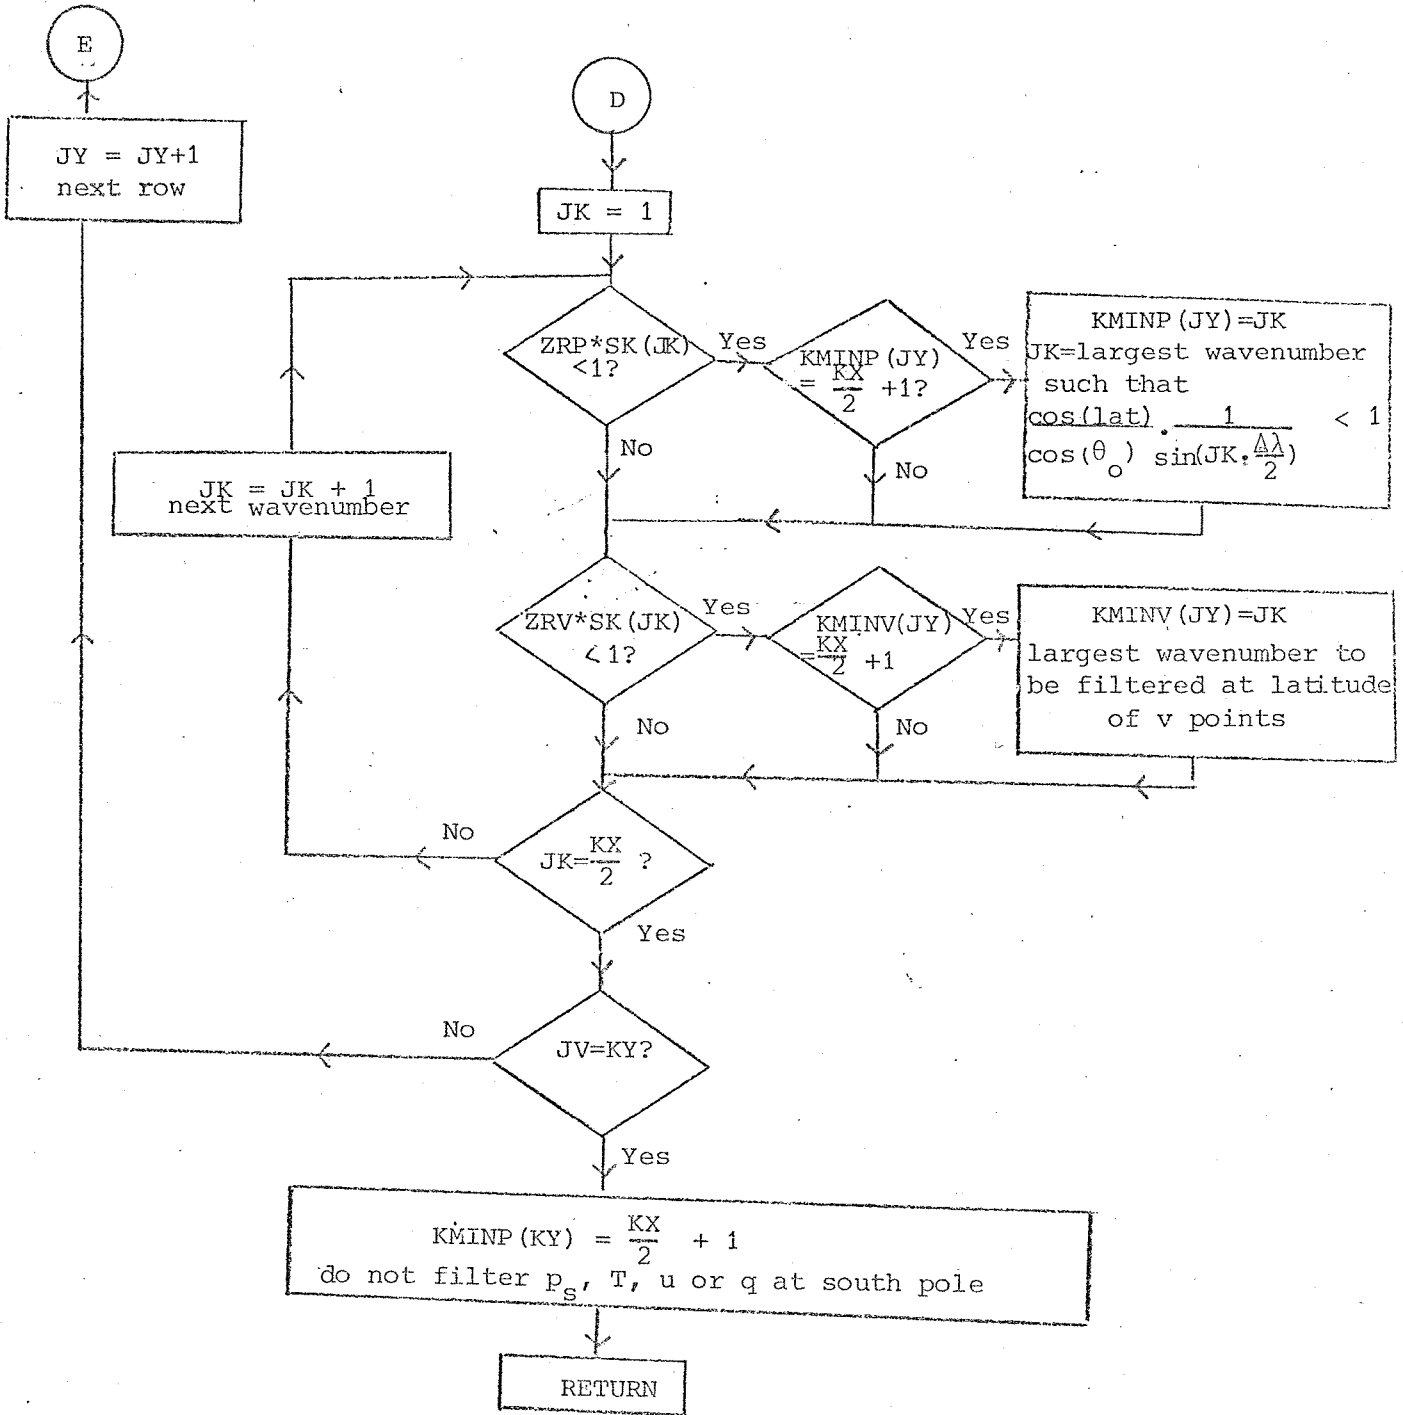 E
JY = JY+1
next row
D
JK = 1
ZRP*SK(JK)
<1?
Yes
No
KMINP(JY)
= KX/2 +1?
Yes
No
KMINP(JY)=JK
JK=largest wavenumber
such that
cos(lat)/cos(θo) . 1/sin(JK.Δλ/2) < 1
JK = JK + 1
next wavenumber
ZRV*SK(JK)
<1?
Yes
No
KMINV(JY)
=KX/2 +1
Yes
No
KMINV(JY)=JK
largest wavenumber to
be filtered at latitude
of v points
No
JK=KX/2 ?
Yes
No
JV=KY?
Yes
KMINP(KY) = KX/2 + 1
do not filter ps, T, u or q at south pole
RETURN